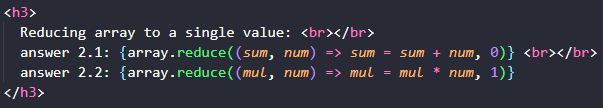 <h3>
Reducing array to a single value: <br></br>
answer 2.1: {array.reduce((sum, num) => sum = sum + num, 0)} <br></br>
answer 2.2: {array.reduce((mul, num) => mul = mul * num, 1)}
</h3>